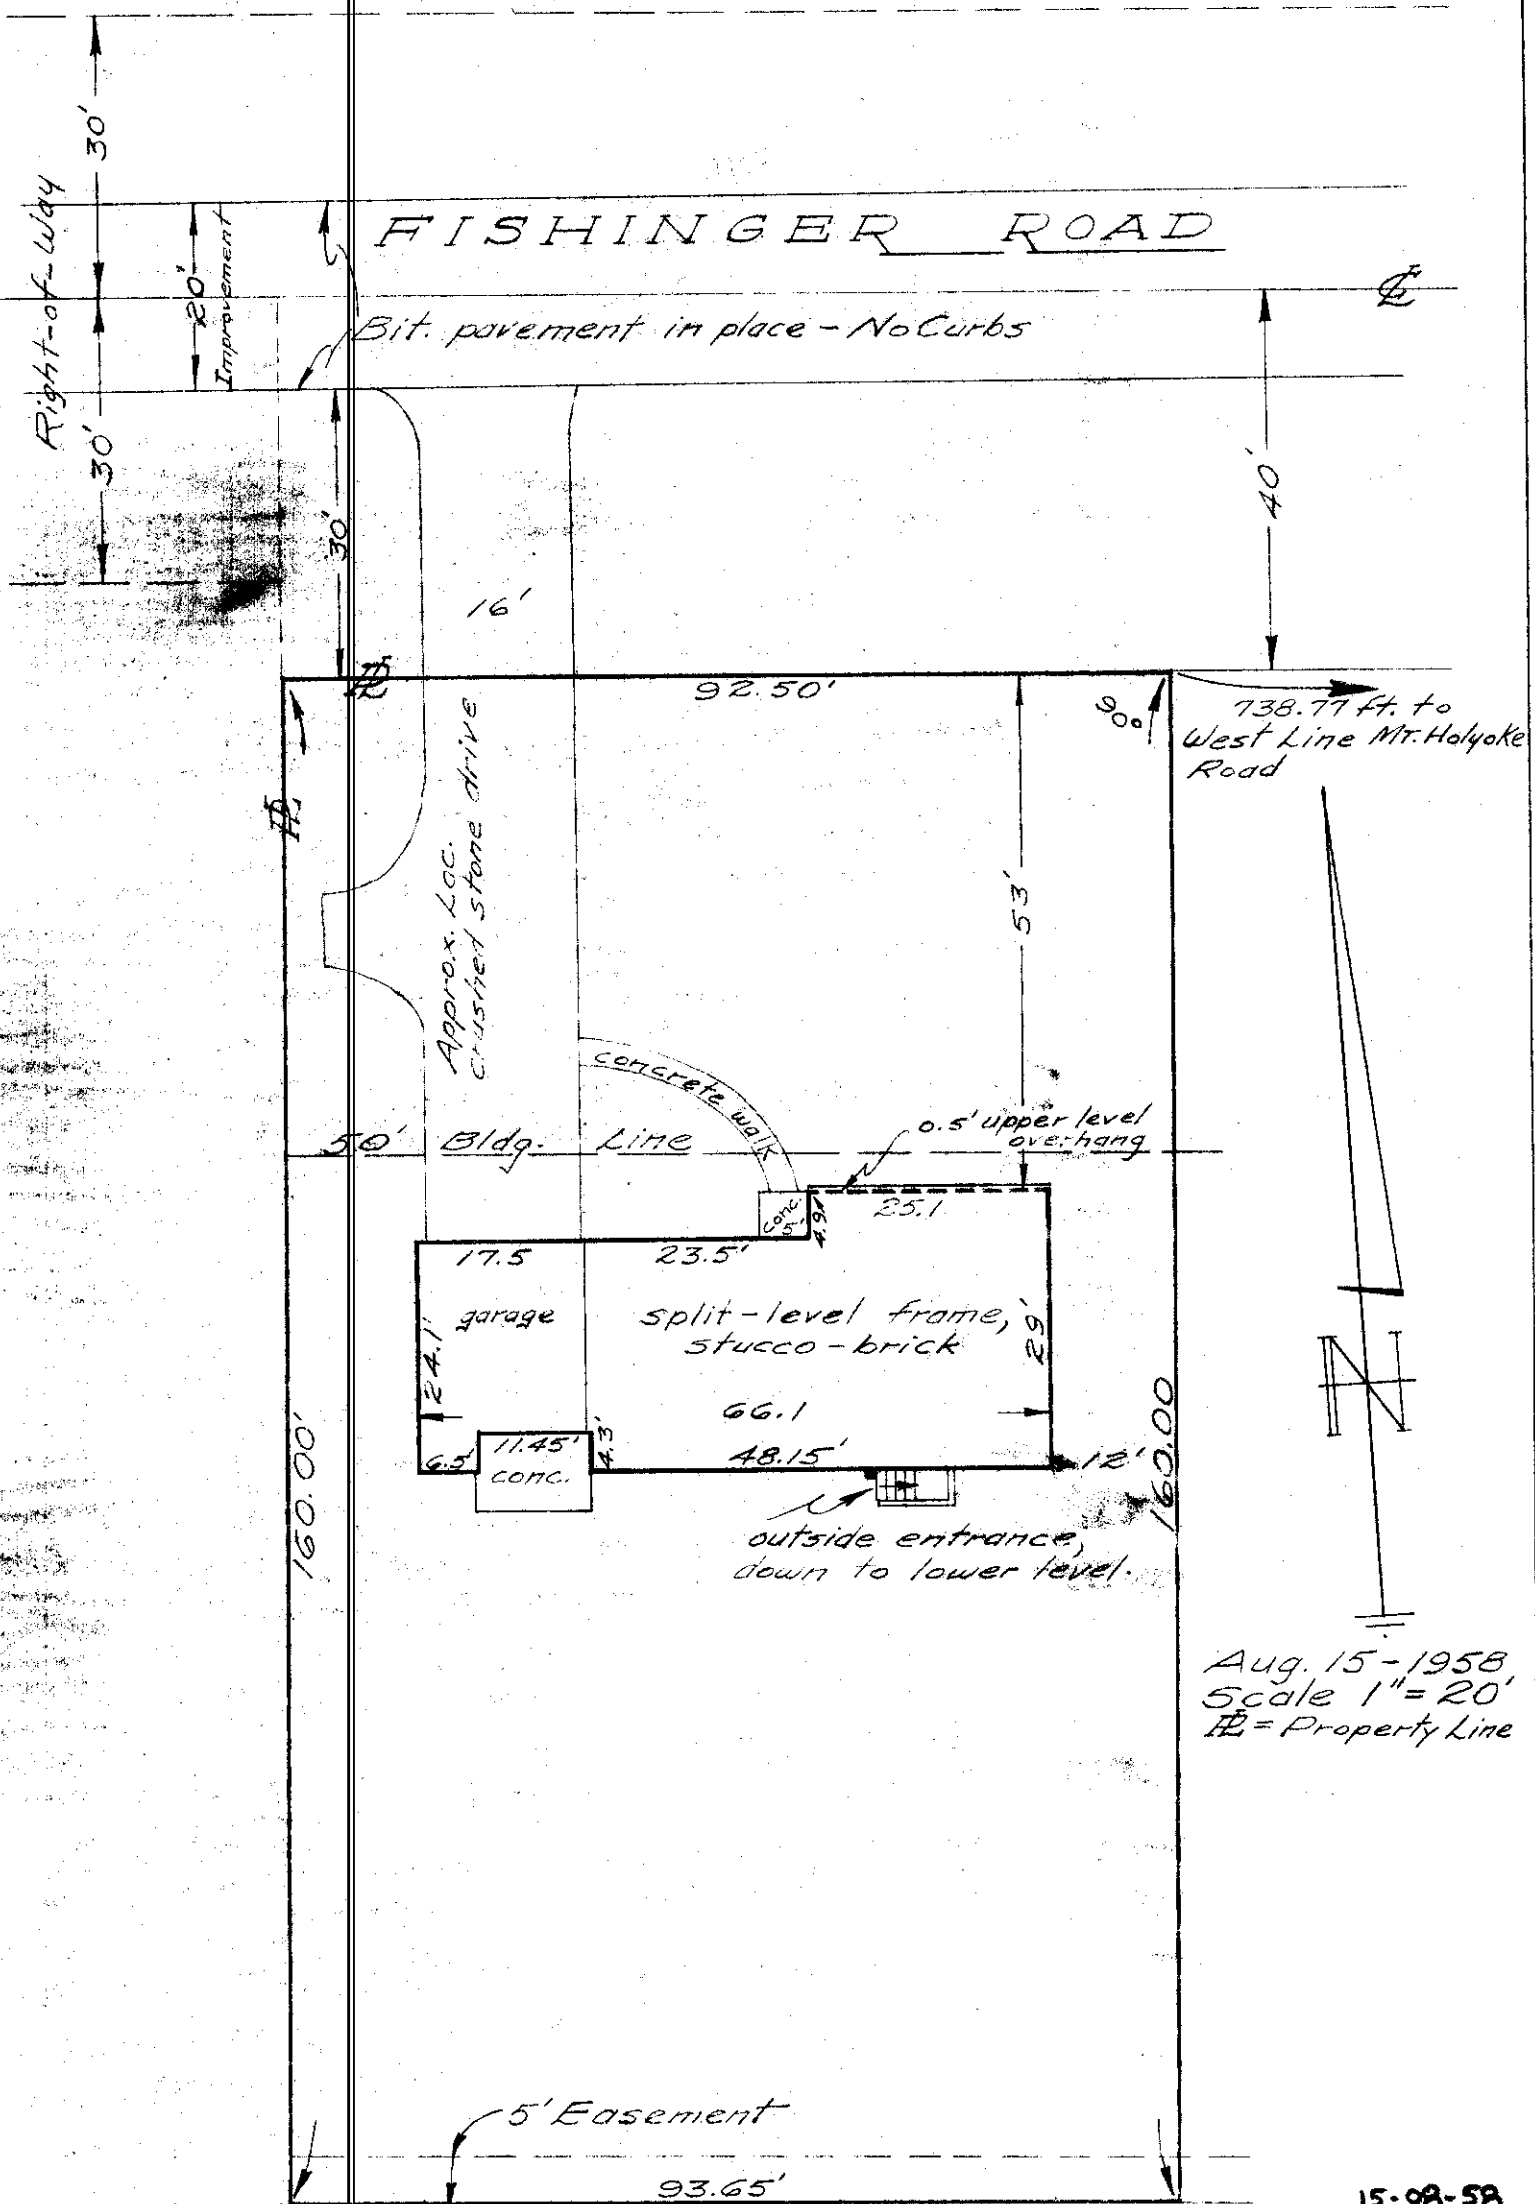 30'
Right-of-Way
30'
20'
Improvement
FISHINGER ROAD
℄
Bit. pavement in place - No Curbs
30'
40'
16'
PL
92.50'
90°
738.77 ft. to
West Line Mt. Holyoke
Road
PL
Approx. Loc.
crushed stone drive
53'
concrete walk
0.5' upper level
overhang
50' Bldg. Line
conc.
5'
4.9'
25.1
17.5
23.5'
garage
split-level frame,
stucco-brick
24.1'
29'
66.1
6.5'
11.45'
conc.
4.3'
48.15'
12'
160.00'
160.00
outside entrance,
down to lower level.
N
Aug. 15-1958
Scale 1"=20'
PL = Property Line
5' Easement
93.65'
15-08-58